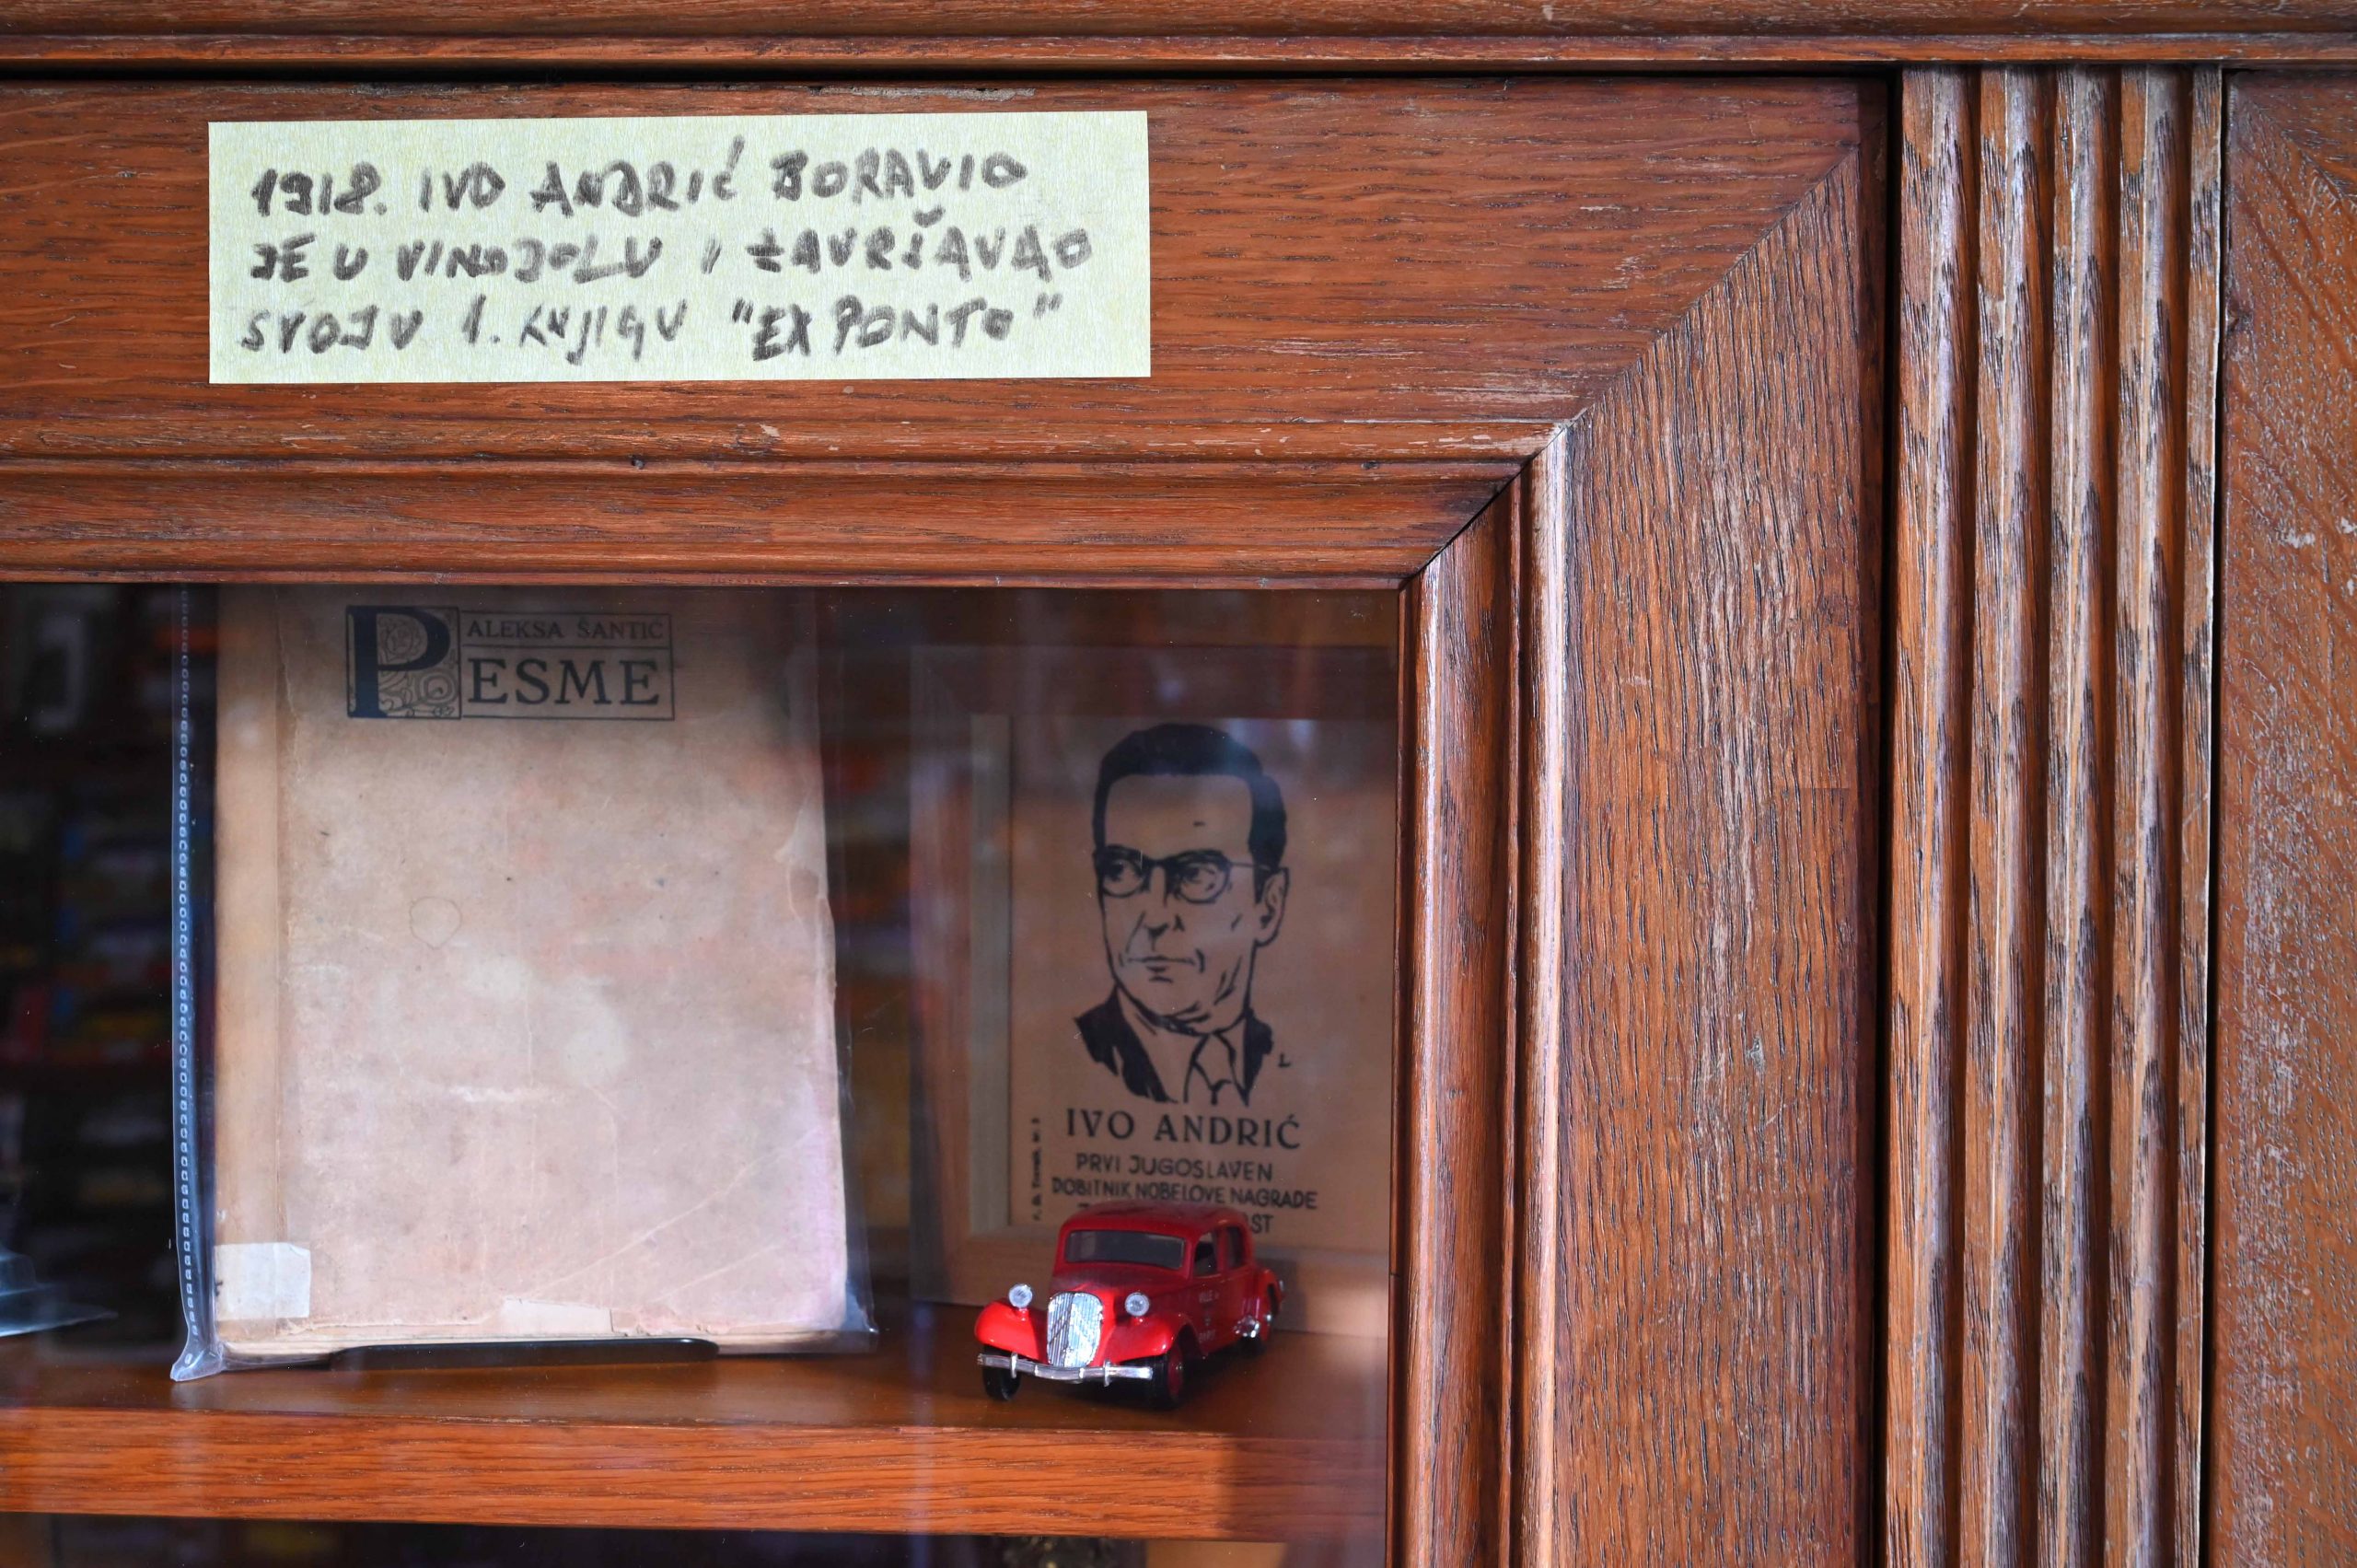 1918. IVO ANDRIĆ BORAVIO
JE U VINODOLU I ZAVRŠAVAO
SVOJU 1. KNJIGU "EX PONTO"
ALEKSA ŠANTIĆ
PESME
IVO ANDRIĆ
PRVI JUGOSLAVEN
DOBITNIK NOBELOVE NAGRADE